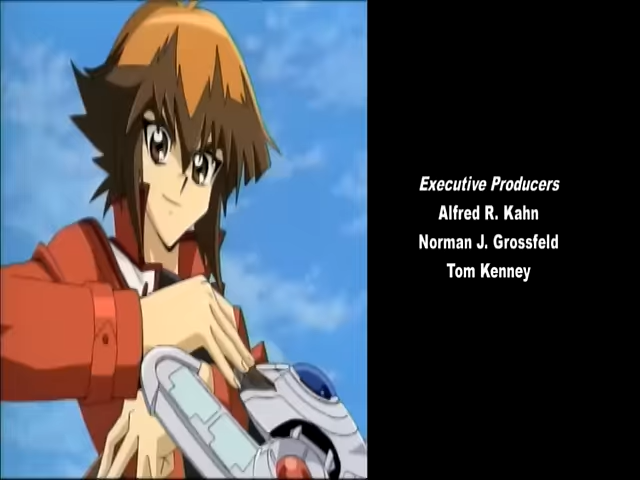 Executive Producers
Alfred R. Kahn
Norman J. Grossfeld
Tom Kenney